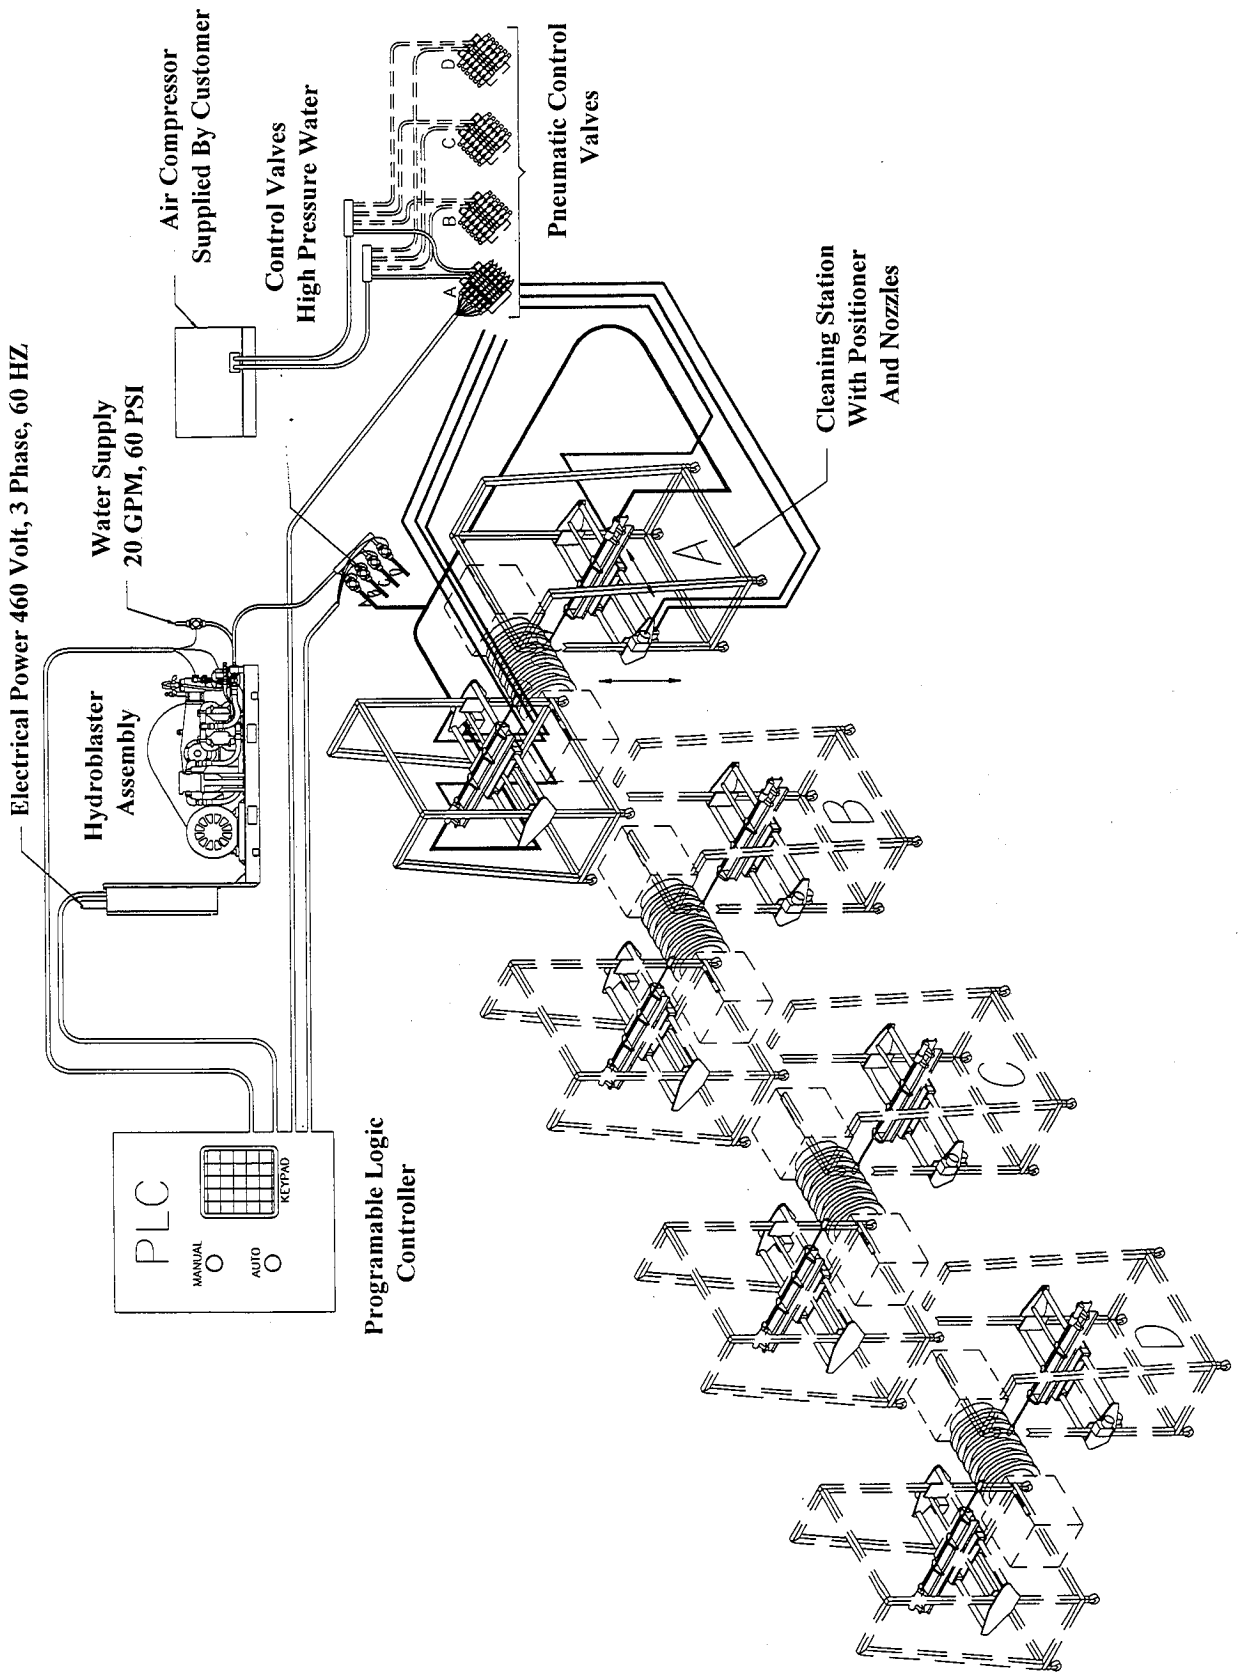 Electrical Power 460 Volt, 3 Phase, 60 HZ
Water Supply
20 GPM, 60 PSI
Air Compressor
Supplied By Customer
Hydroblaster
Assembly
Control Valves
High Pressure Water
PLC
MANUAL
AUTO
KEYPAD
Programable Logic
Controller
A
B
C
D
Pneumatic Control
Valves
Cleaning Station
With Positioner
And Nozzles
A
B
C
D